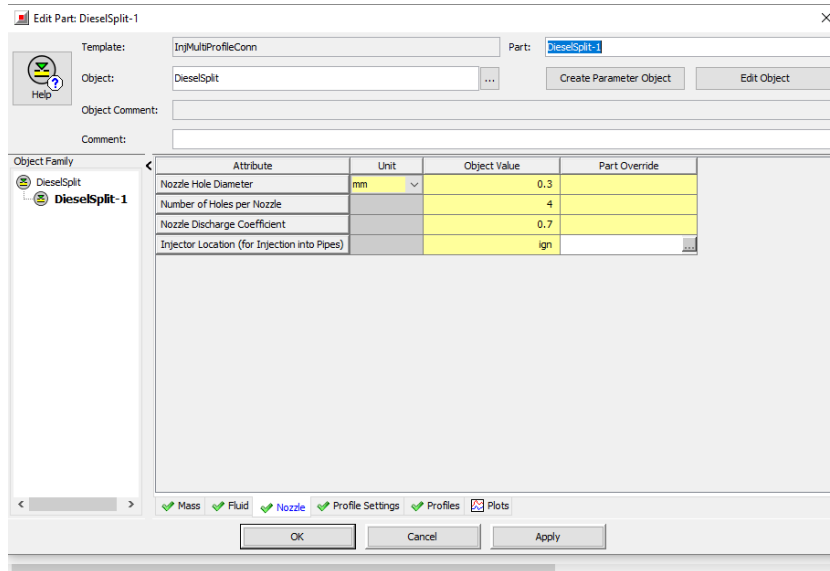 Edit Part: DieselSplit-1
Template: InjMultiProfileConn Part: DieselSplit-1
Help
Object: DieselSplit ... Create Parameter Object Edit Object
Object Comment:
Comment:
Object Family
DieselSplit
DieselSplit-1
Attribute Unit Object Value Part Override
Nozzle Hole Diameter mm 0.3
Number of Holes per Nozzle 4
Nozzle Discharge Coefficient 0.7
Injector Location (for Injection into Pipes) ign ...
Mass Fluid Nozzle Profile Settings Profiles Plots
OK Cancel Apply